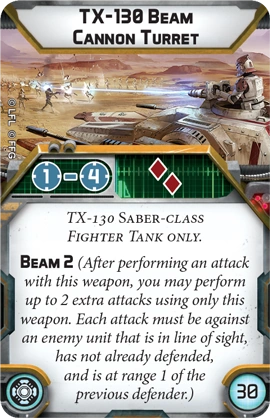 TX-130 Beam
Cannon Turret
© LFL © FFG
1-4
TX-130 Saber-class
Fighter Tank only.
Beam 2 (After performing an attack
with this weapon, you may perform
up to 2 extra attacks using only this
weapon. Each attack must be against
an enemy unit that is in line of sight,
has not already defended,
and is at range 1 of the
previous defender.)
30